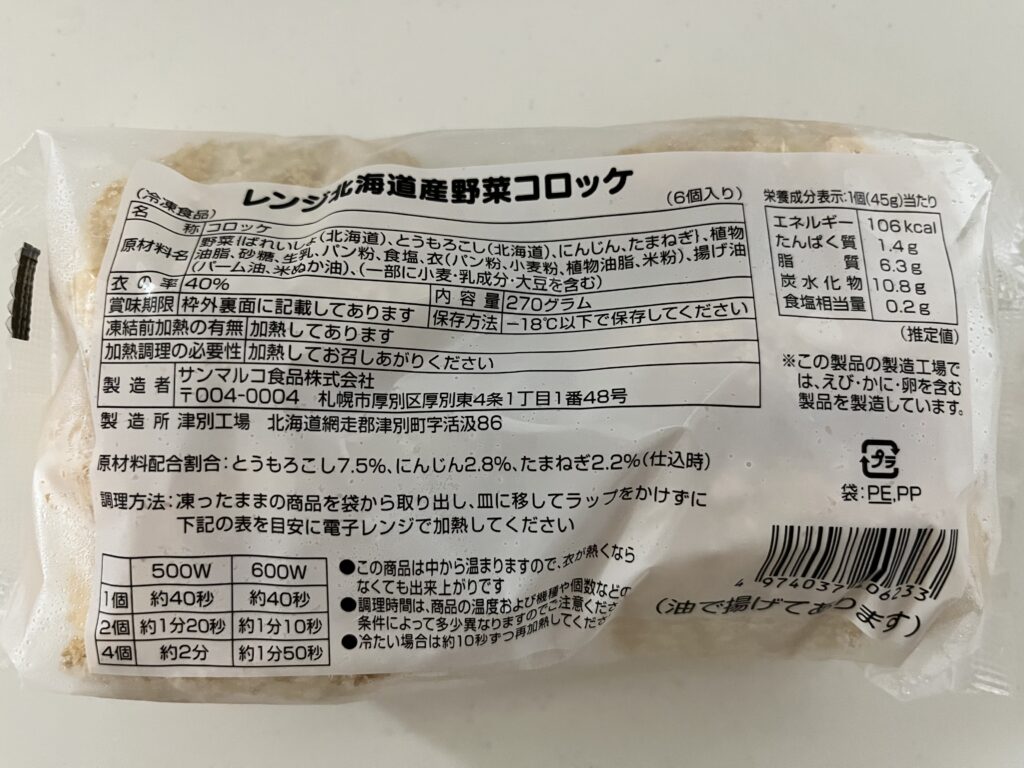 レンジ北海道産野菜コロッケ
(冷凍食品)
(6個入り)
名 称 コロッケ
原材料名 野菜{ばれいしょ(北海道)、とうもろこし(北海道)、にんじん、たまねぎ}、植物
油脂、砂糖、生乳、パン粉、食塩、衣(パン粉、小麦粉、植物油脂、米粉)、揚げ油
(パーム油、米ぬか油)、(一部に小麦・乳成分・大豆を含む)
衣の率 40% 内容量 270グラム
賞味期限 枠外裏面に記載してあります 保存方法 −18℃以下で保存してください
凍結前加熱の有無 加熱してあります
加熱調理の必要性 加熱してお召しあがりください
製造者 サンマルコ食品株式会社
〒004-0004 札幌市厚別区厚別東4条1丁目1番48号
製造所 津別工場 北海道網走郡津別町字活汲86
原材料配合割合:とうもろこし7.5%、にんじん2.8%、たまねぎ2.2%(仕込時)
調理方法:凍ったままの商品を袋から取り出し、皿に移してラップをかけずに
下記の表を目安に電子レンジで加熱してください
500W 600W
1個 約40秒 約40秒
2個 約1分20秒 約1分10秒
4個 約2分 約1分50秒
●この商品は中から温まりますので、衣が熱くなら
なくても出来上がりです
●調理時間は、商品の温度および機種や個数などの
条件によって多少異なりますのでご注意くださ
●冷たい場合は約10秒ずつ再加熱してくださ
栄養成分表示:1個(45g)当たり
エネルギー 106kcal
たんぱく質 1.4g
脂質 6.3g
炭水化物 10.8g
食塩相当量 0.2g
(推定値)
※この製品の製造工場で
は、えび・かに・卵を含む
製品を製造しています。
プラ
袋:PE,PP
4 974037 06233
(油で揚げてあります)